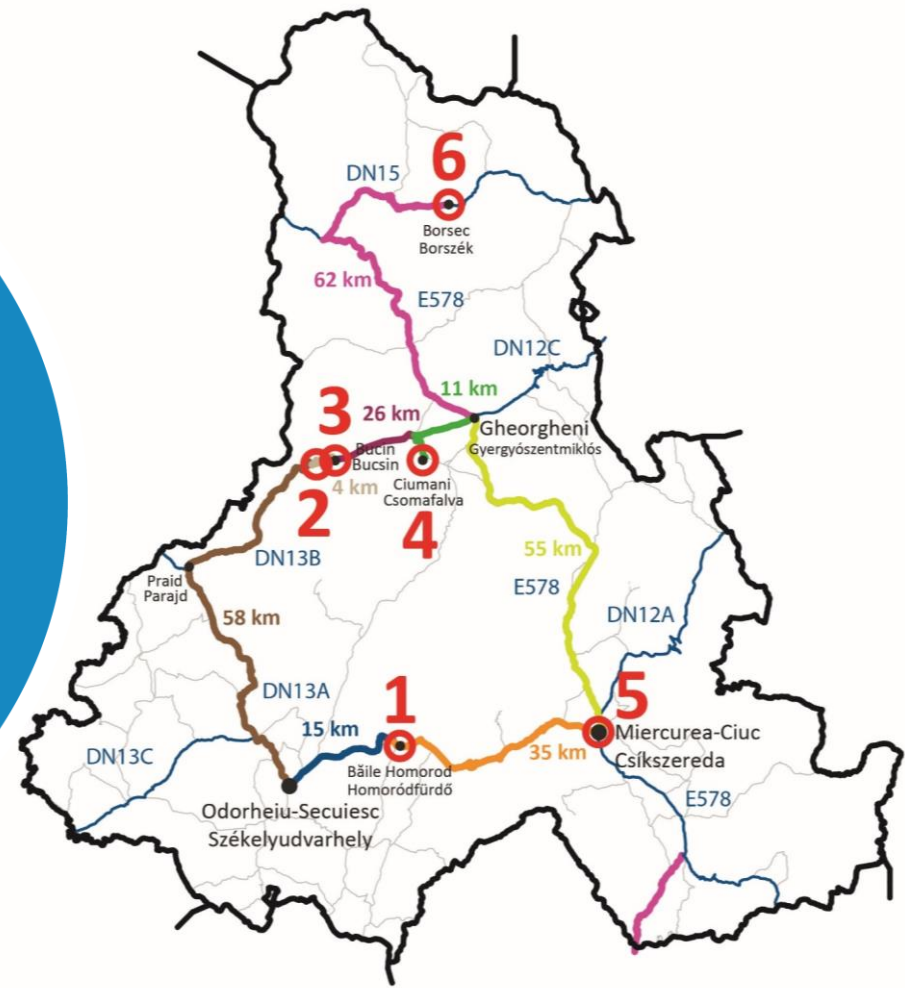 6
DN15
Borsec
Borszék
62 km
E578
DN12C
11 km
3
26 km
Gheorgheni
Gyergyószentmiklós
Bucin
Bucsin
4 km
Ciumani
Csomafalva
2
4
DN13B
55 km
E578
Praid
Parajd
58 km
DN12A
DN13A
1
5
15 km
Miercurea-Ciuc
Csíkszereda
35 km
DN13C
Băile Homorod
Homoródfürdő
E578
Odorheiu-Secuiesc
Székelyudvarhely